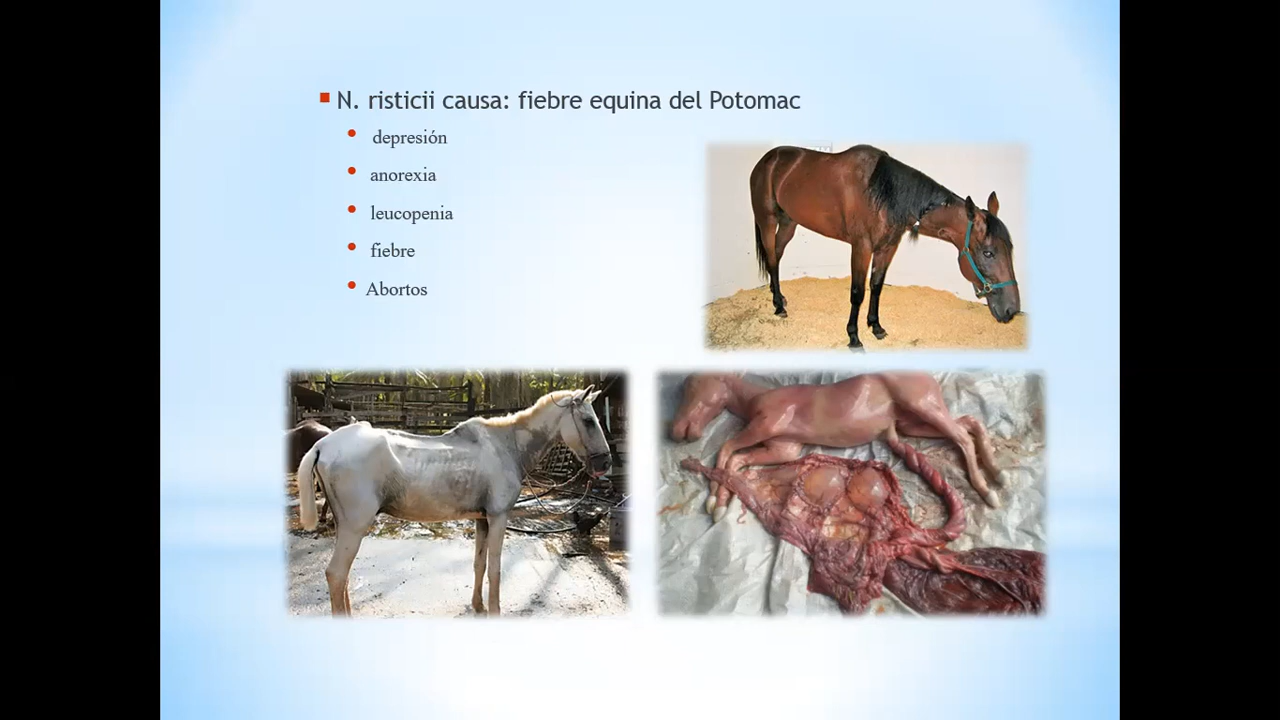 N. risticii causa: fiebre equina del Potomac
depresión
anorexia
leucopenia
fiebre
Abortos